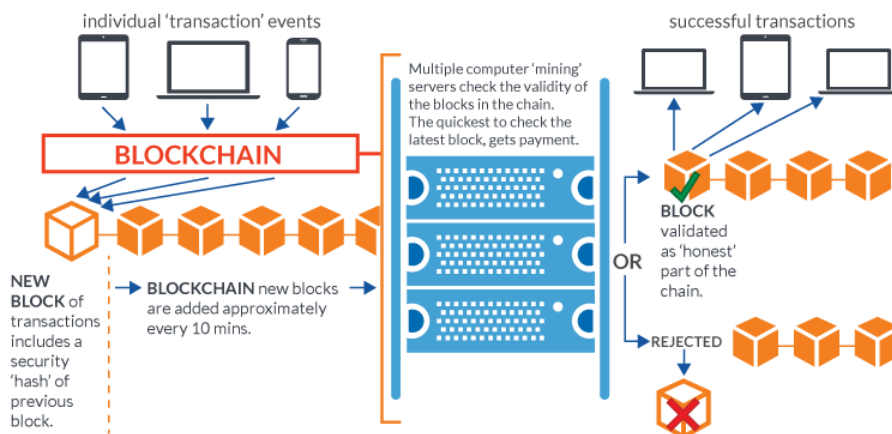 individual ‘transaction’ events
BLOCKCHAIN
NEW
BLOCK of
transactions
includes a
security
‘hash’ of
previous
block.
BLOCKCHAIN new blocks
are added approximately
every 10 mins.
Multiple computer ‘mining’
servers check the validity of
the blocks in the chain.
The quickest to check the
latest block, gets payment.
OR
successful transactions
BLOCK
validated
as ‘honest’
part of the
chain.
REJECTED